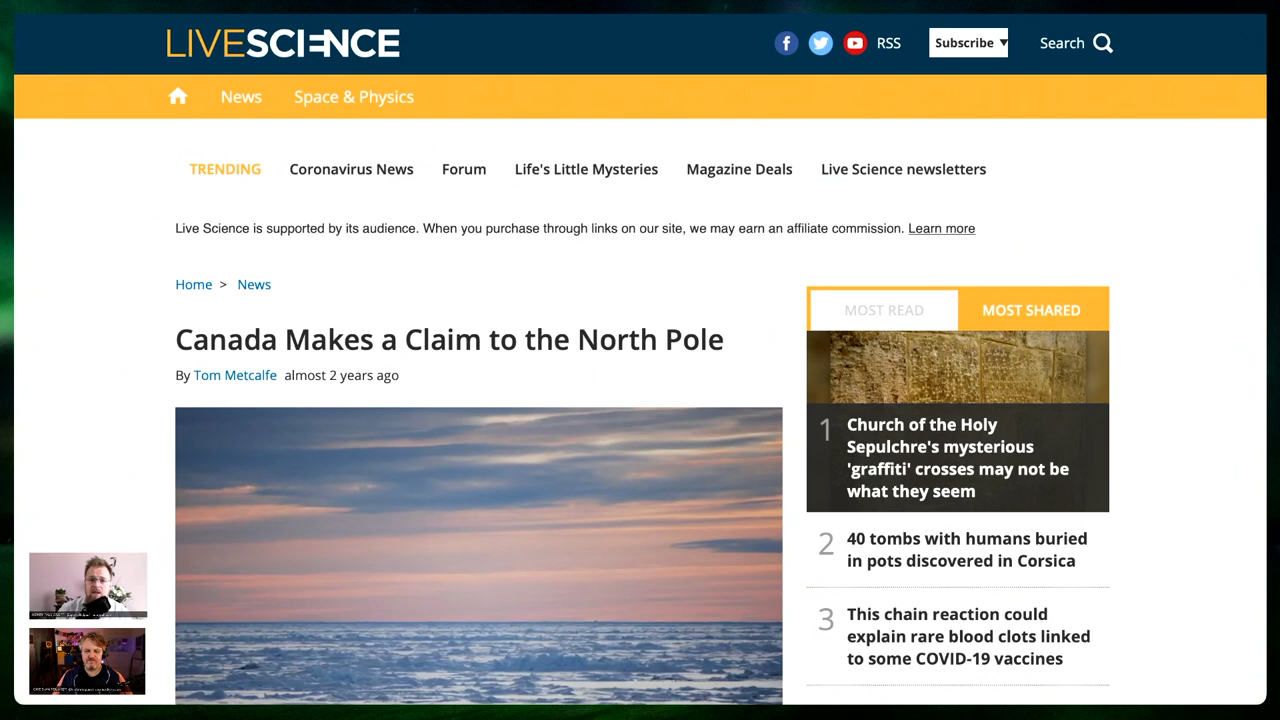 LIVESCIENCE
RSS
Subscribe ▼
Search
News
Space & Physics
TRENDING
Coronavirus News
Forum
Life's Little Mysteries
Magazine Deals
Live Science newsletters
Live Science is supported by its audience. When you purchase through links on our site, we may earn an affiliate commission. Learn more
Home > News
Canada Makes a Claim to the North Pole
By Tom Metcalfe almost 2 years ago
MOST READ
MOST SHARED
1
Church of the Holy
Sepulchre's mysterious
'graffiti' crosses may not be
what they seem
2
40 tombs with humans buried
in pots discovered in Corsica
3
This chain reaction could
explain rare blood clots linked
to some COVID-19 vaccines